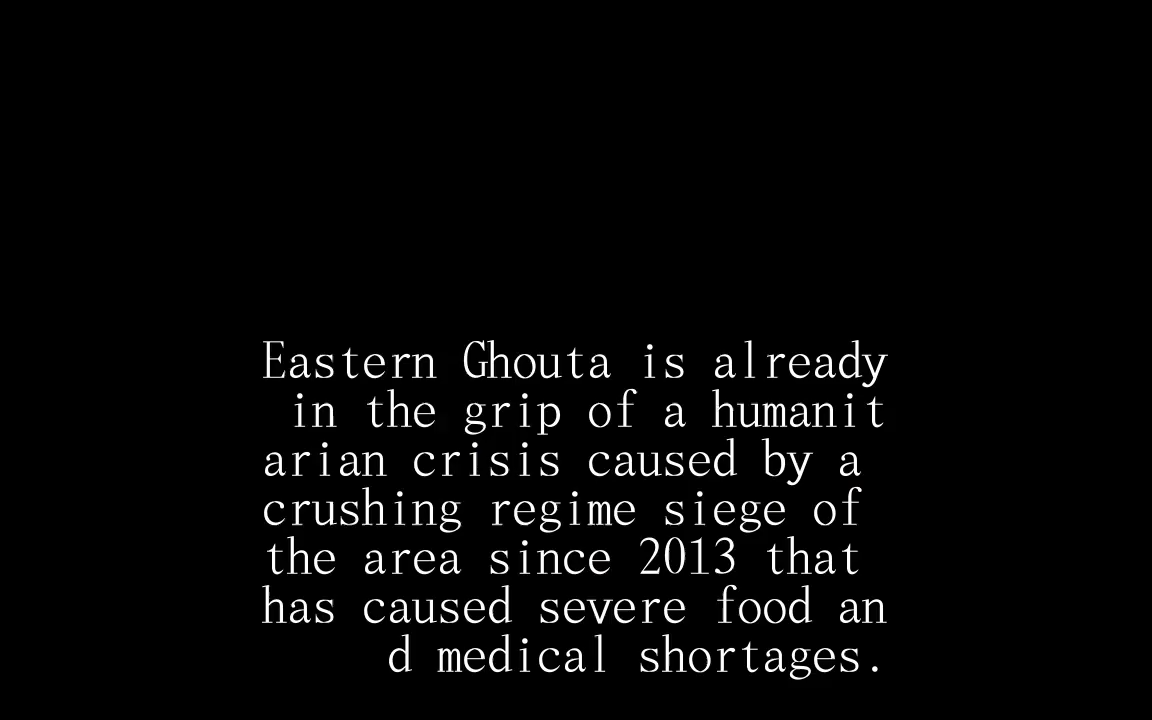 Eastern Ghouta is already
in the grip of a humanit
arian crisis caused by a
crushing regime siege of
the area since 2013 that
has caused severe food an
d medical shortages.